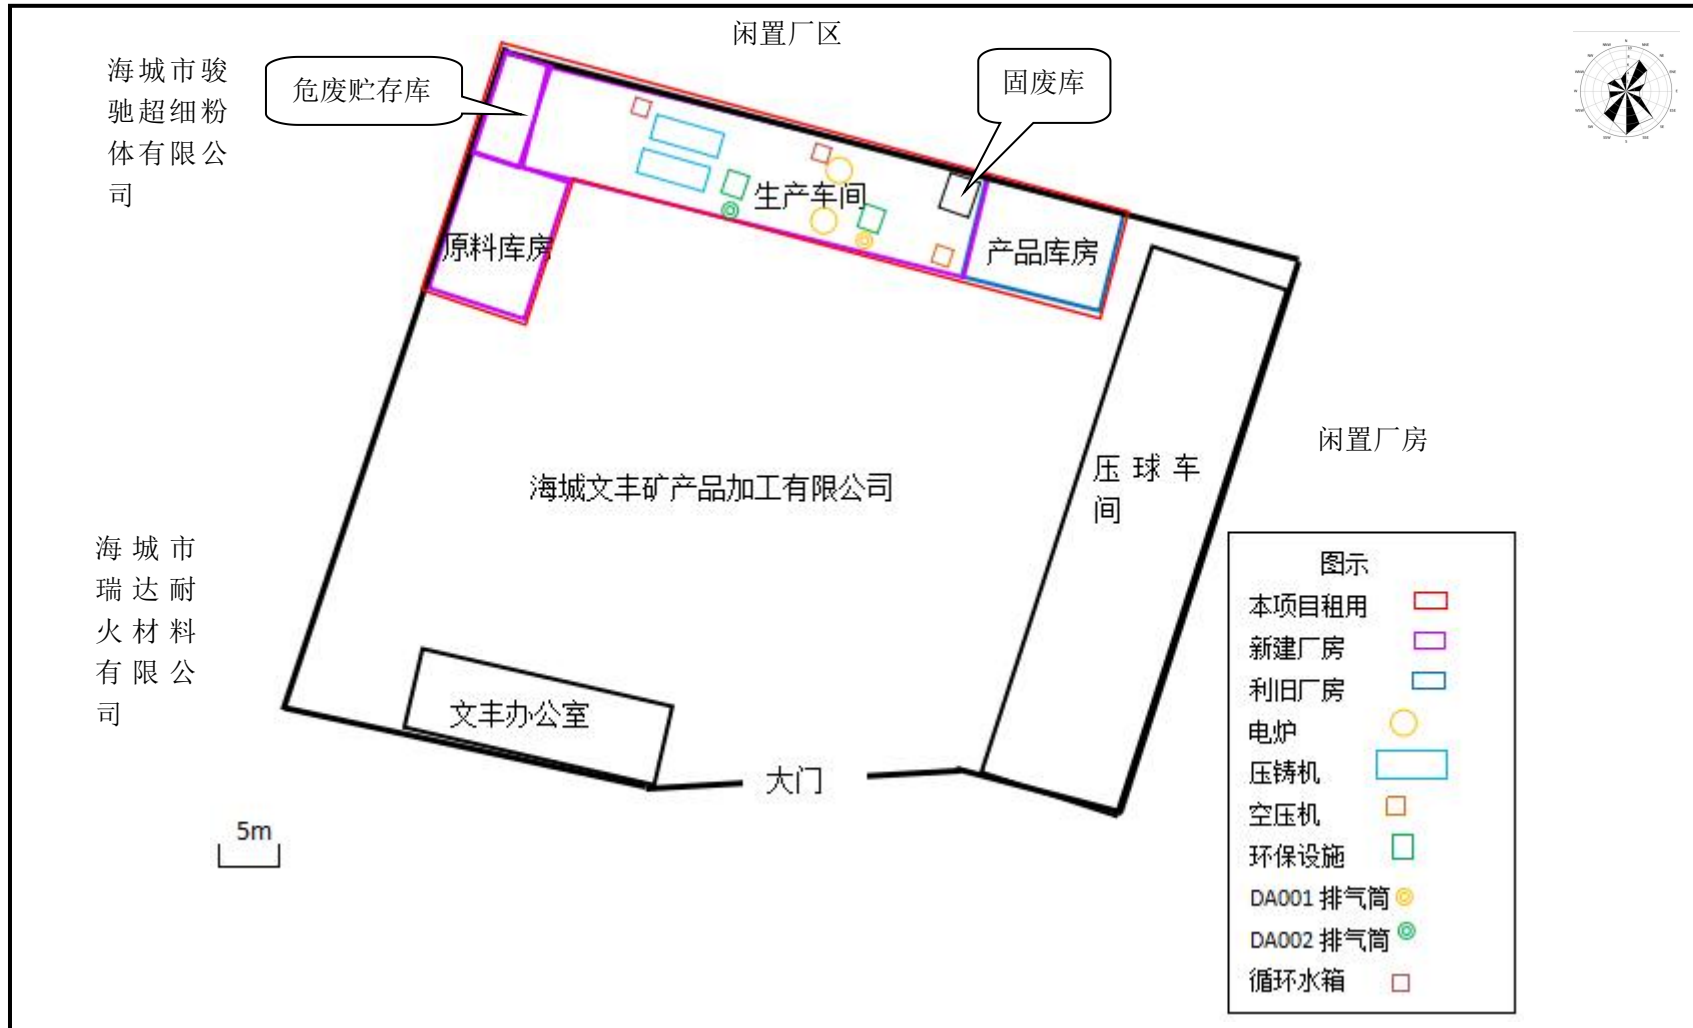 闲置厂区
海城市骏
驰超细粉
体有限公
司
危废贮存库
固废库
生产车间
原料库房
产品库房
闲置厂房
压球车
间
海城文丰矿产品加工有限公司
海城市
瑞达耐
火材料
有限公
司
文丰办公室
大门
5m
图示
本项目租用
新建厂房
利旧厂房
电炉
压铸机
空压机
环保设施
DA001 排气筒
DA002 排气筒
循环水箱